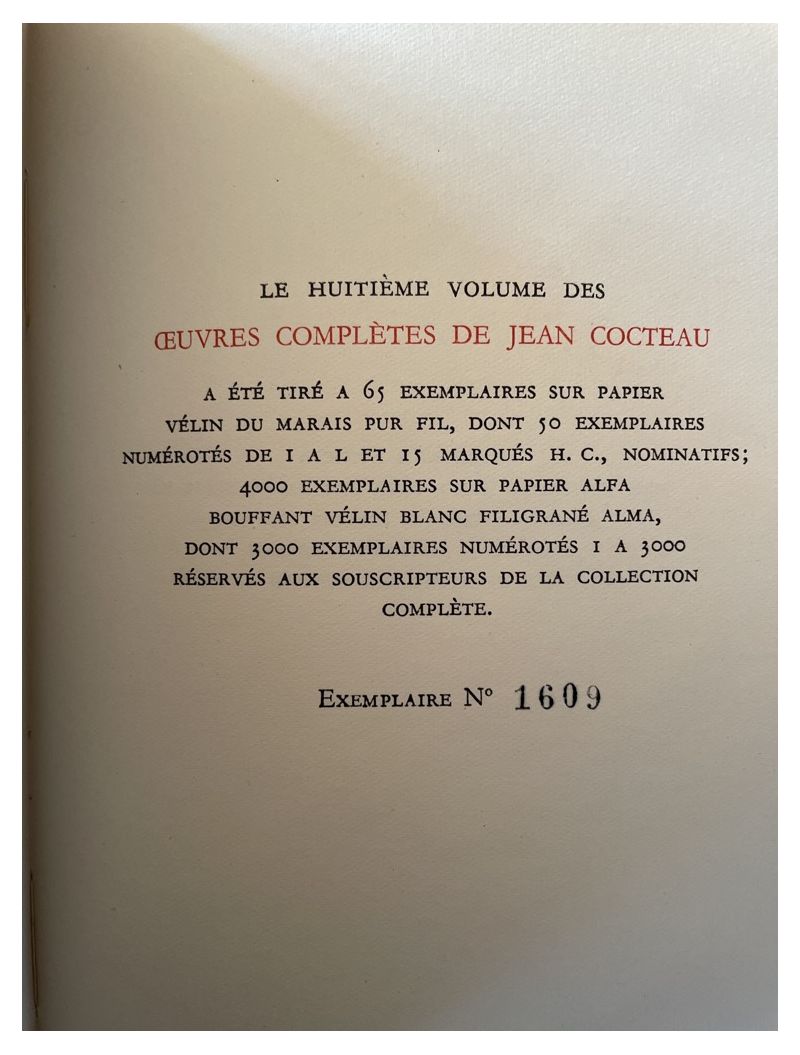 LE HUITIÈME VOLUME DES
ŒUVRES COMPLÈTES DE JEAN COCTEAU
A ÉTÉ TIRÉ A 65 EXEMPLAIRES SUR PAPIER
VÉLIN DU MARAIS PUR FIL, DONT 50 EXEMPLAIRES
NUMÉROTÉS DE I A L ET 15 MARQUÉS H. C., NOMINATIFS;
4000 EXEMPLAIRES SUR PAPIER ALFA
BOUFFANT VÉLIN BLANC FILIGRANÉ ALMA,
DONT 3000 EXEMPLAIRES NUMÉROTÉS 1 A 3000
RÉSERVÉS AUX SOUSCRIPTEURS DE LA COLLECTION
COMPLÈTE.
EXEMPLAIRE Nº 1609